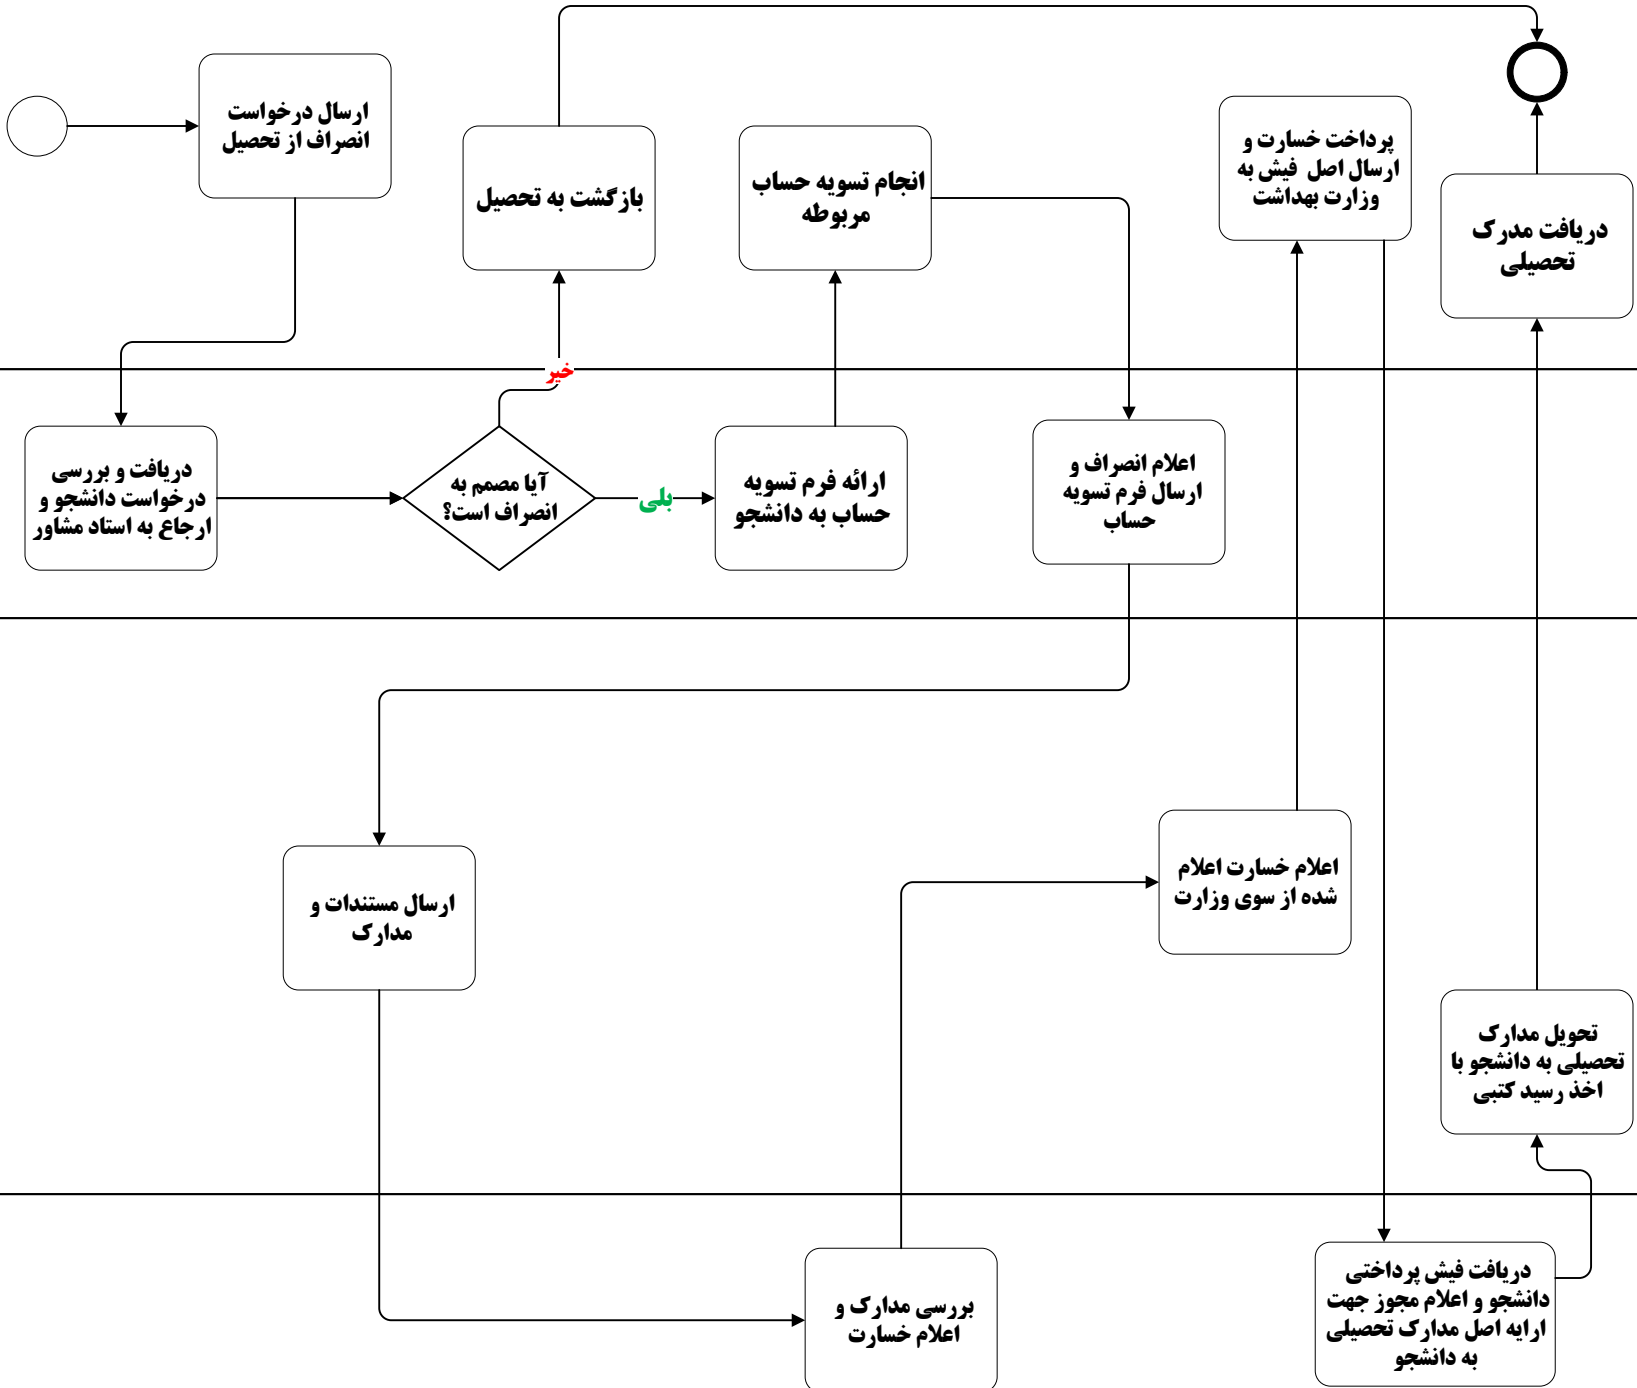 ارسال درخواست
انصراف از تحصیل
بازگشت به تحصیل
انجام تسویه حساب
مربوطه
پرداخت خسارت و
ارسال اصل فیش به
وزارت بهداشت
دریافت مدرک
تحصیلی
خیر
دریافت و بررسی
درخواست دانشجو و
ارجاع به استاد مشاور
آیا مصمم به
انصراف است؟
بلی
ارائه فرم تسویه
حساب به دانشجو
اعلام انصراف و
ارسال فرم تسویه
حساب
ارسال مستندات و
مدارک
اعلام خسارت اعلام
شده از سوی وزارت
تحویل مدارک
تحصیلی به دانشجو با
اخذ رسید کتبی
بررسی مدارک و
اعلام خسارت
دریافت فیش پرداختی
دانشجو و اعلام مجوز جهت
ارایه اصل مدارک تحصیلی
به دانشجو